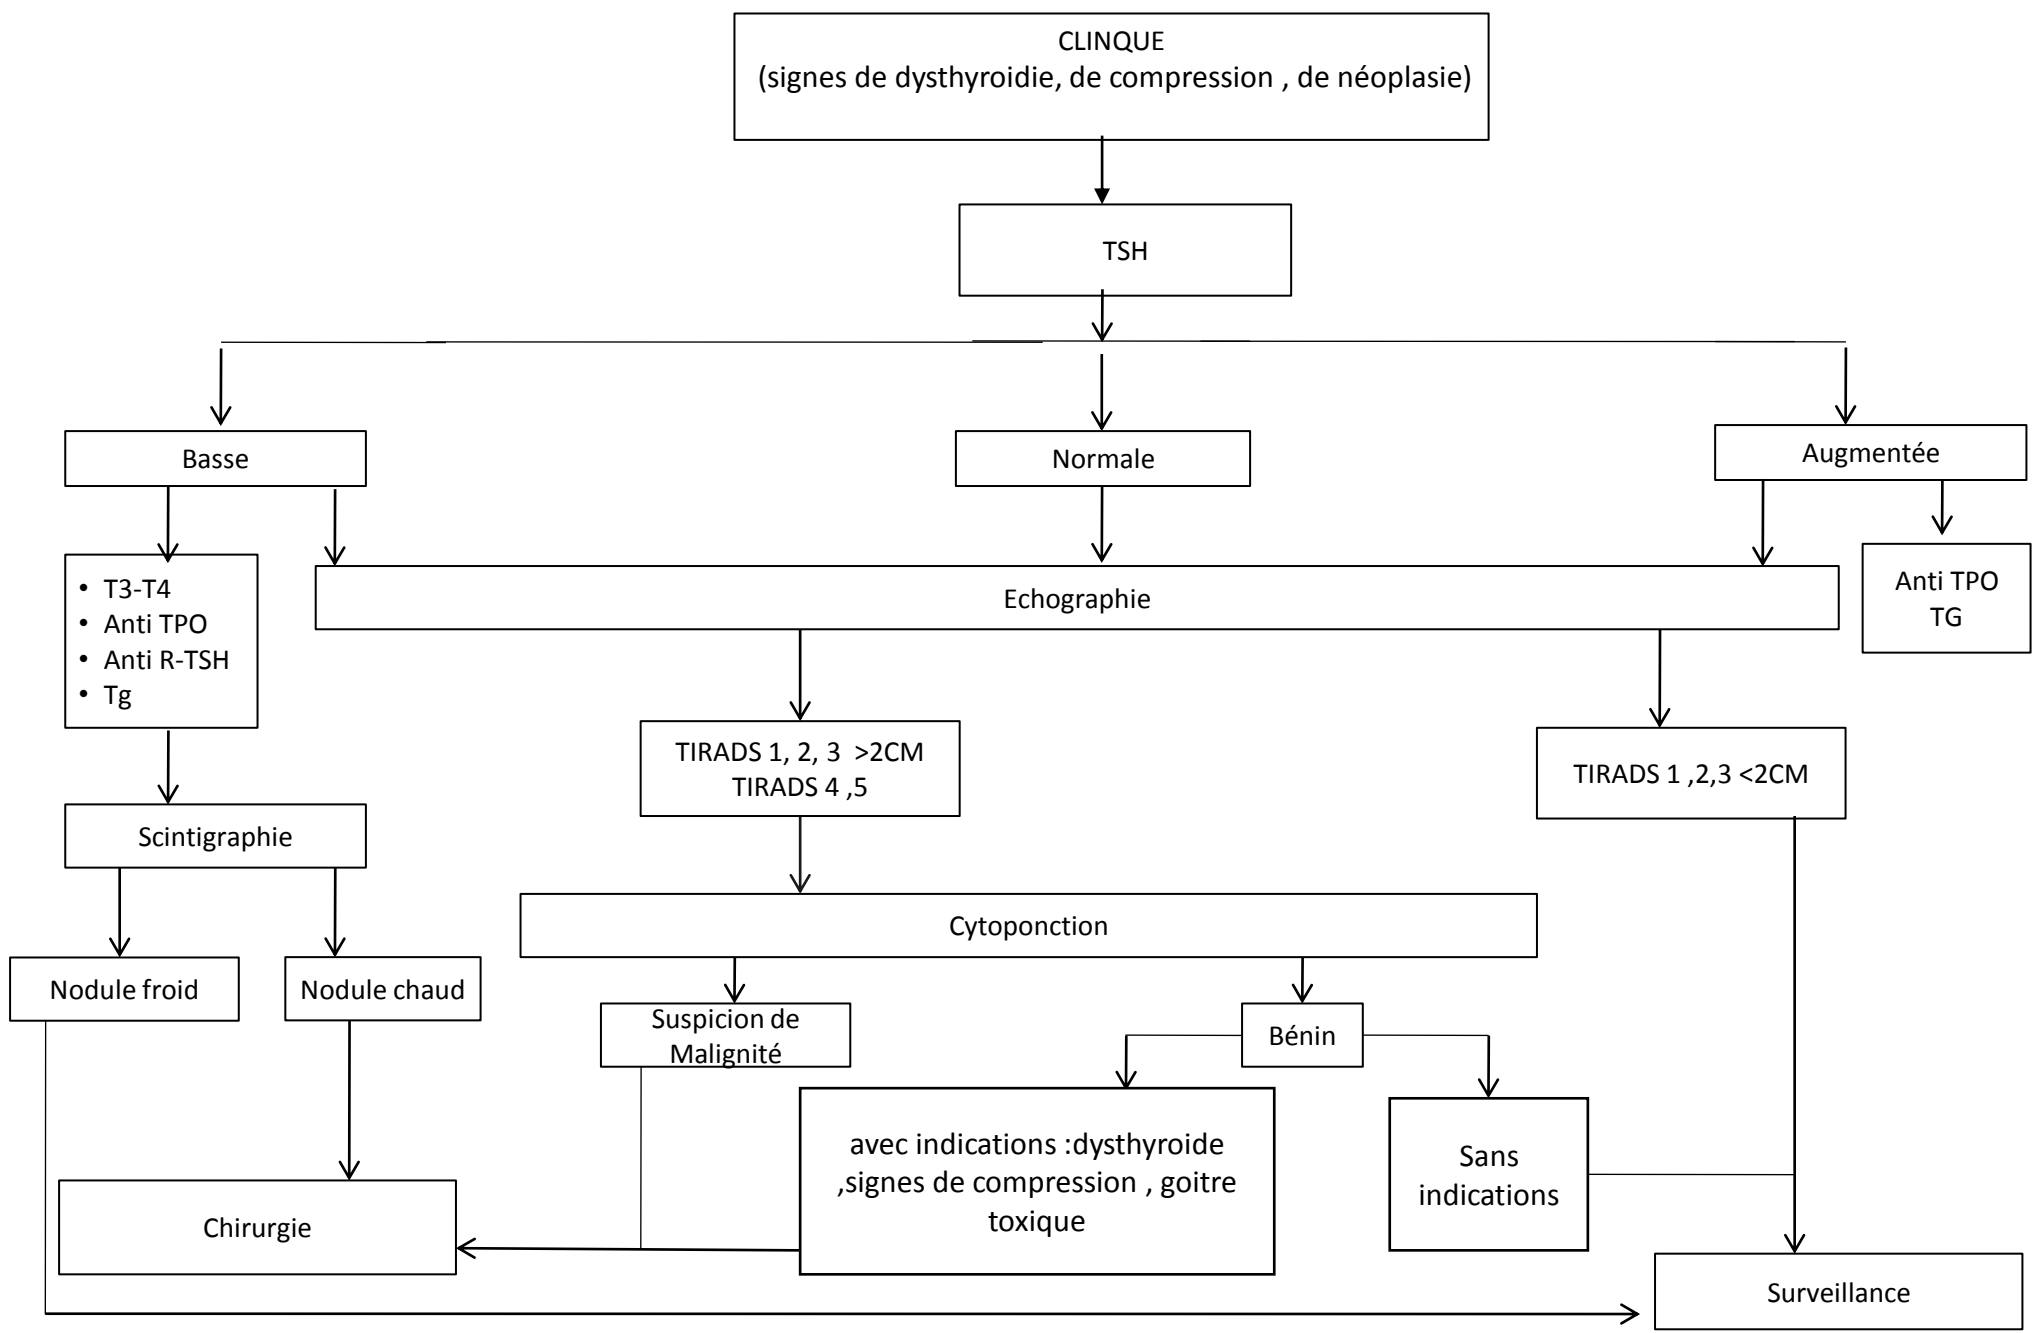 CLINQUE
(signes de dysthyroidie, de compression , de néoplasie)
TSH
Basse
Normale
Augmentée
• T3-T4
• Anti TPO
• Anti R-TSH
• Tg
Echographie
Anti TPO
TG
TIRADS 1, 2, 3  >2CM
TIRADS 4 ,5
TIRADS 1 ,2,3 <2CM
Scintigraphie
Cytoponction
Nodule froid
Nodule chaud
Suspicion de
Malignité
Bénin
avec indications :dysthyroide
,signes de compression , goitre
toxique
Sans
indications
Chirurgie
Surveillance